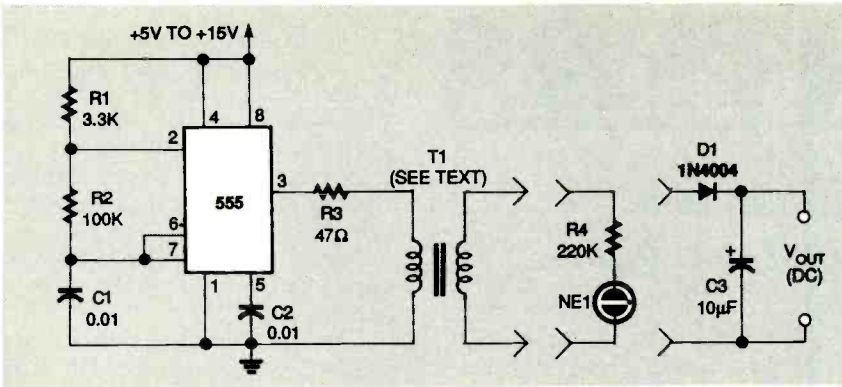 +5V TO +15V
R1
3.3K
2
4
8
R2
100K
6
7
555
3
R3
47Ω
T1
(SEE TEXT)
R4
220K
NE1
D1
1N4004
C3
10µF
+
VOUT
(DC)
C1
0.01
1
5
C2
0.01